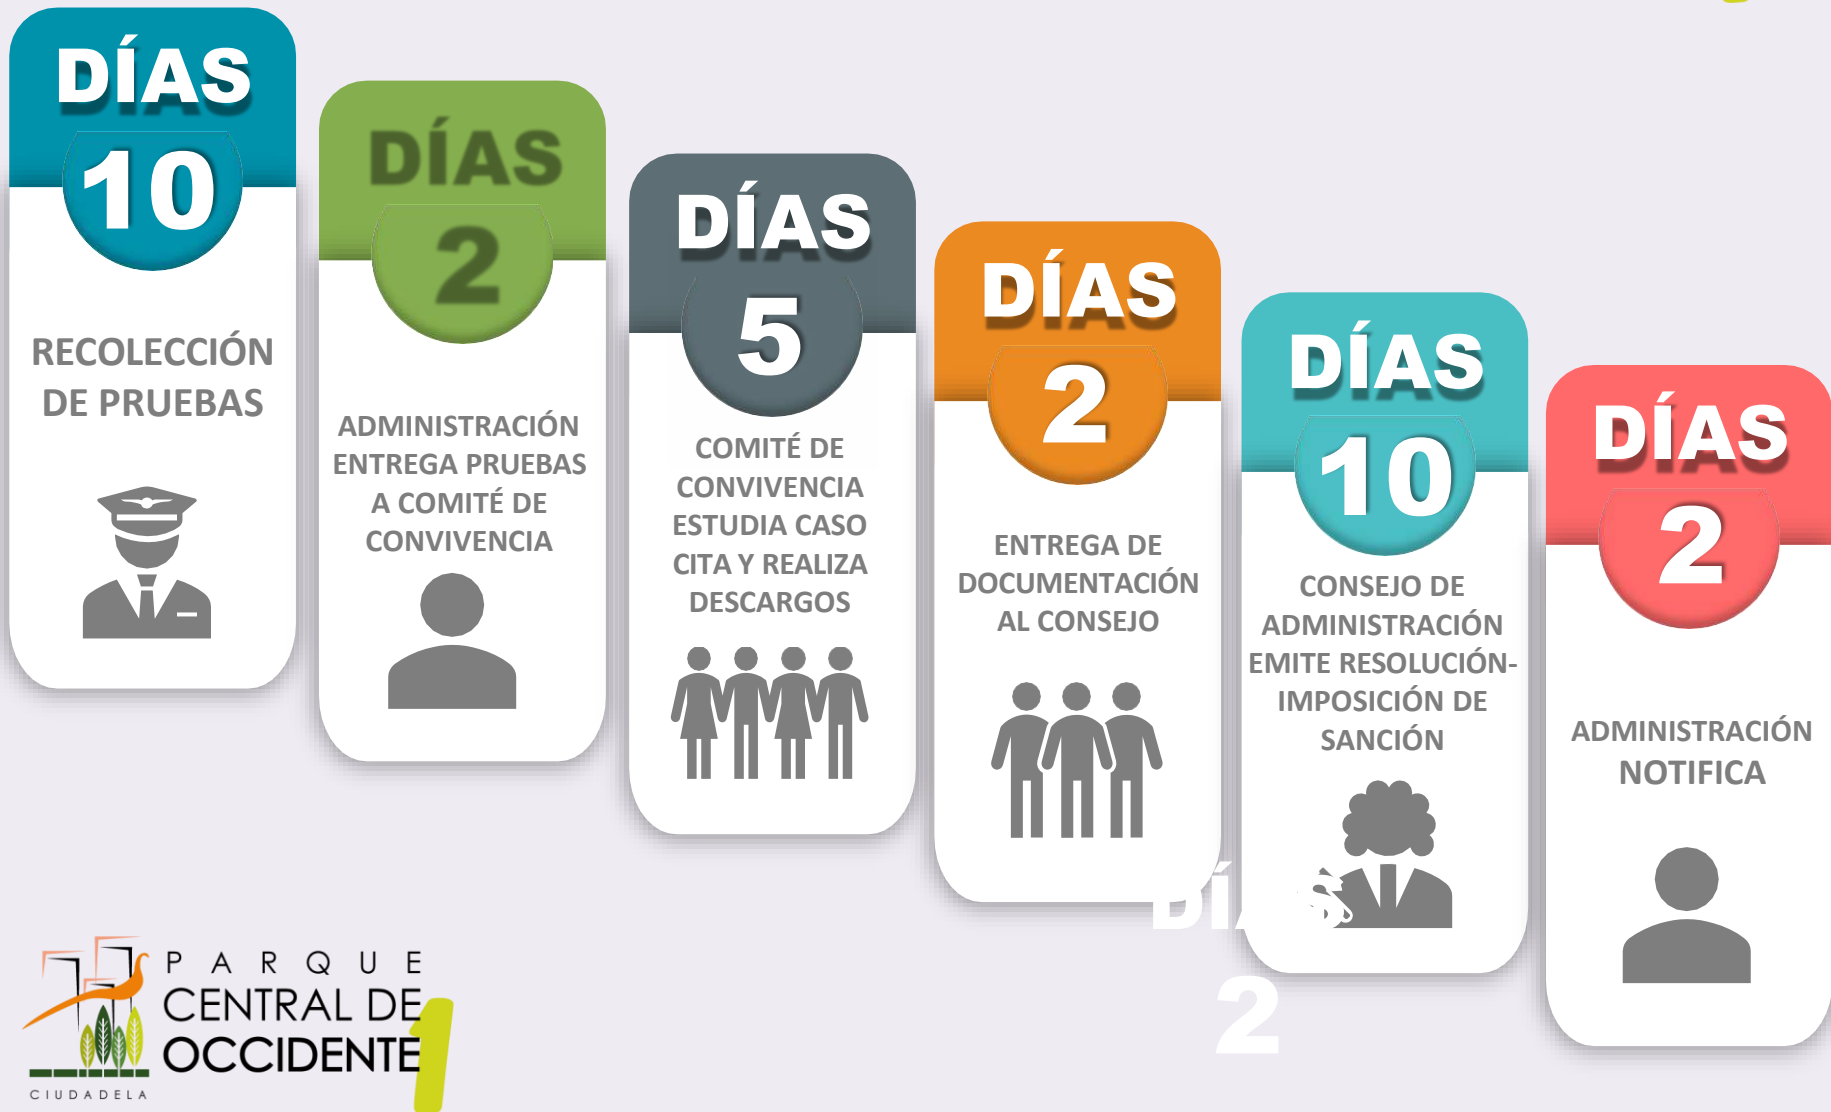 DÍAS
10
RECOLECCIÓN
DE PRUEBAS
DÍAS
2
ADMINISTRACIÓN
ENTREGA PRUEBAS
A COMITÉ DE
CONVIVENCIA
DÍAS
5
COMITÉ DE
CONVIVENCIA
ESTUDIA CASO
CITA Y REALIZA
DESCARGOS
DÍAS
2
ENTREGA DE
DOCUMENTACIÓN
AL CONSEJO
DÍAS
10
CONSEJO DE
ADMINISTRACIÓN
EMITE RESOLUCIÓN-
IMPOSICIÓN DE
SANCIÓN
DÍAS
2
ADMINISTRACIÓN
NOTIFICA
DÍAS
2
PARQUE
CENTRAL DE
OCCIDENTE
1
CIUDADELA